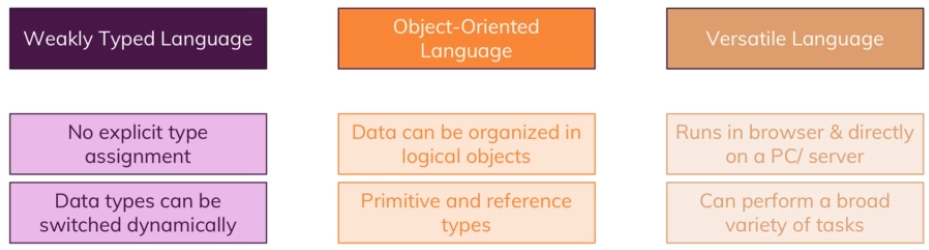 Weakly Typed Language
Object-Oriented
Language
Versatile Language
No explicit type
assignment
Data can be organized in
logical objects
Runs in browser & directly
on a PC/ server
Data types can be
switched dynamically
Primitive and reference
types
Can perform a broad
variety of tasks